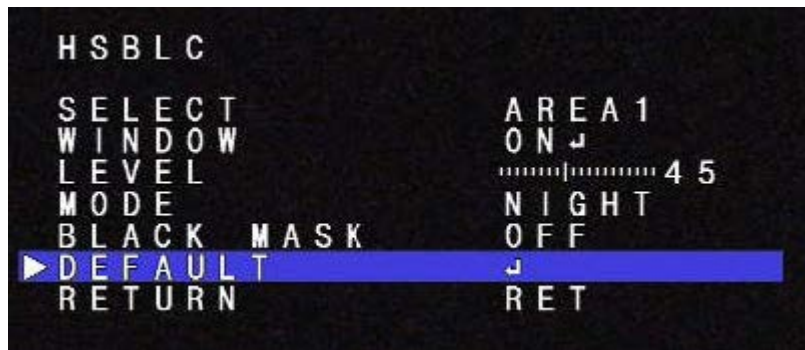 HSBLC
SELECT AREA1
WINDOW ON↵
LEVEL 45
MODE NIGHT
BLACK MASK OFF
DEFAULT ↵
RETURN RET